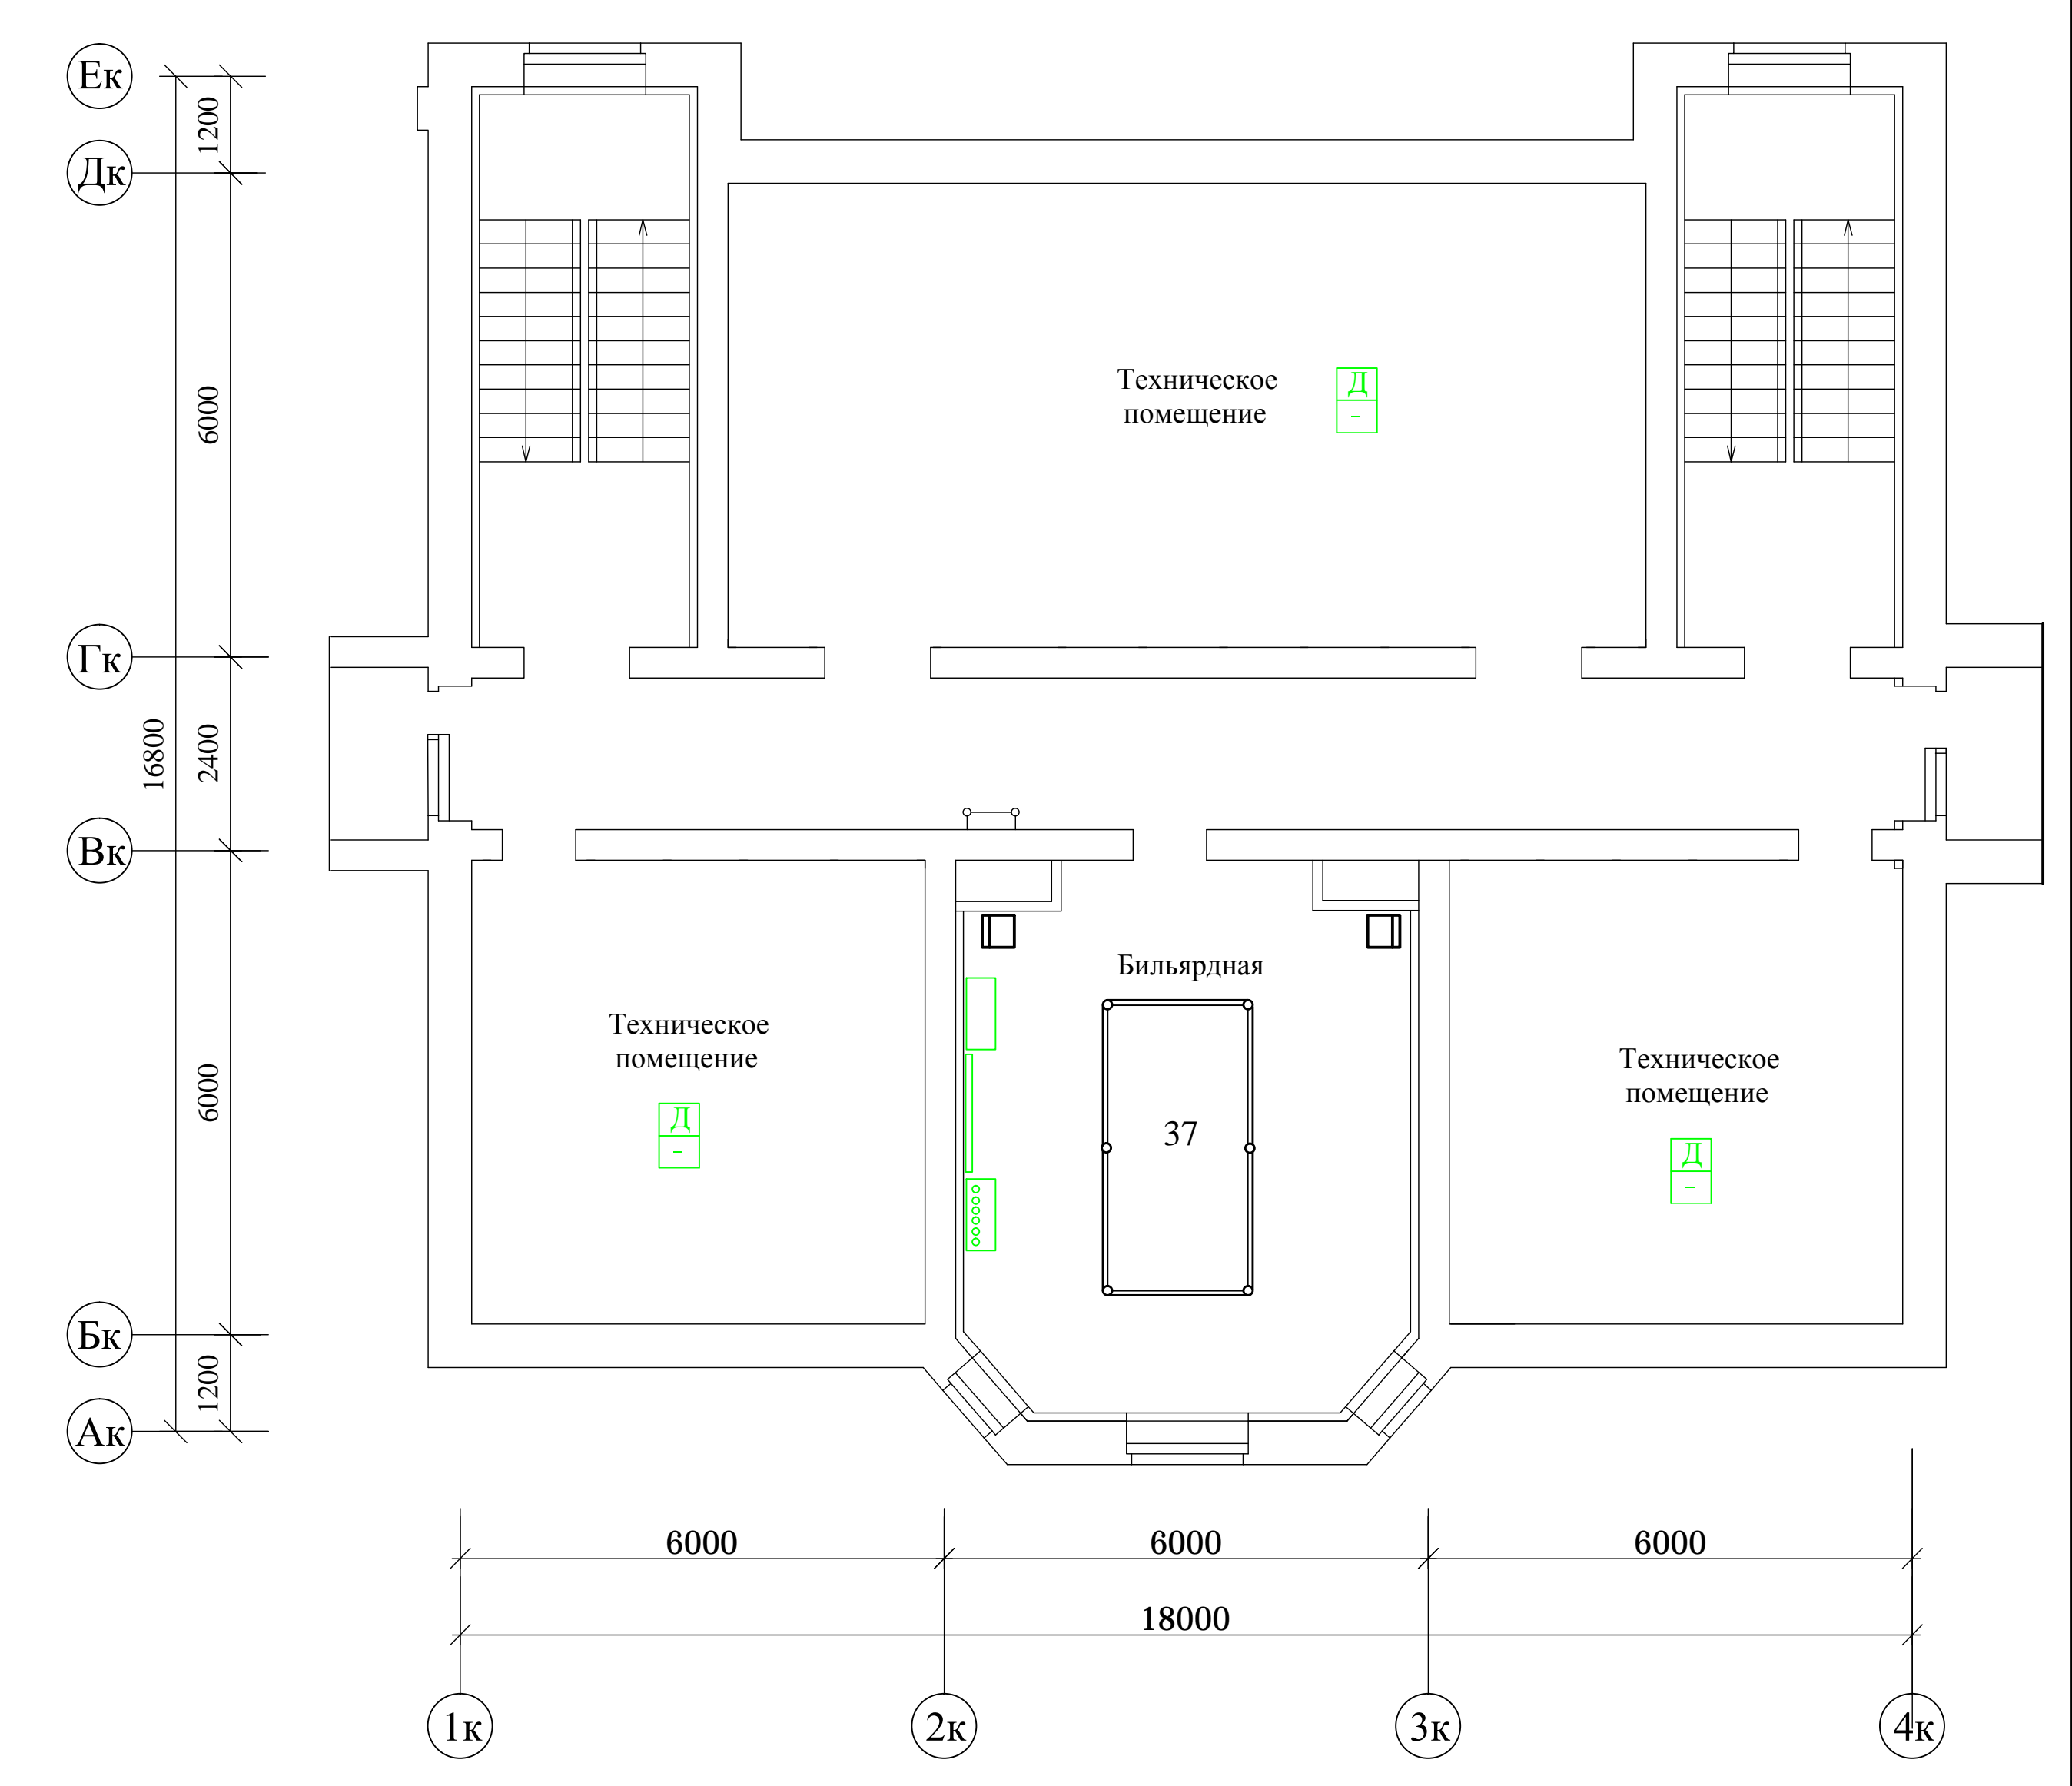 Ек
1200
Дк
6000
Техническое
помещение
Д
-
Гк
16800
2400
Вк
Бильярдная
Техническое
помещение
Д
-
6000
37
Техническое
помещение
Д
-
Бк
1200
Ак
6000
6000
6000
18000
1к
2к
3к
4к